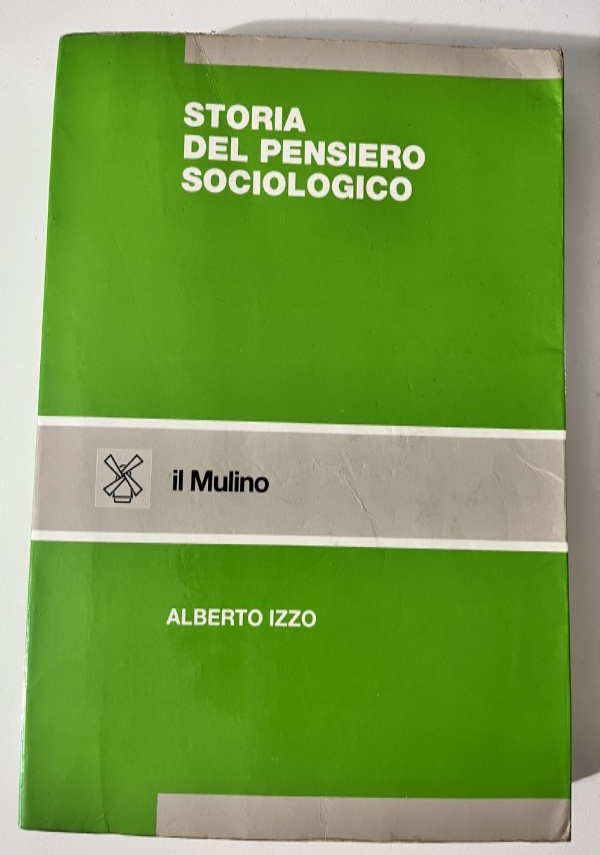 STORIA
DEL PENSIERO
SOCIOLOGICO
il Mulino
ALBERTO IZZO